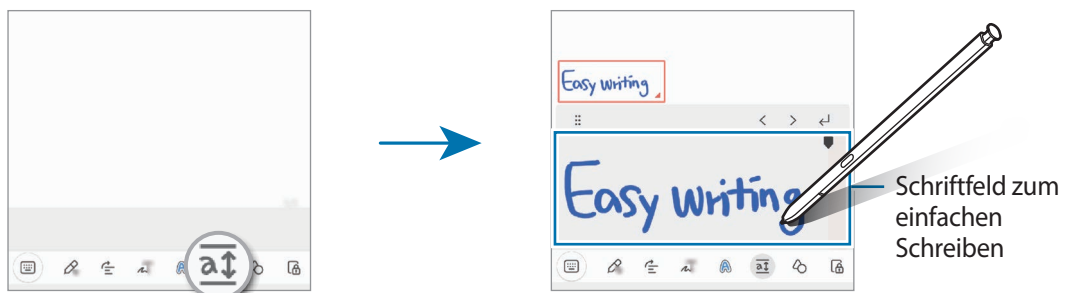 Easy writing
Easy writing
Schriftfeld zum
einfachen
Schreiben